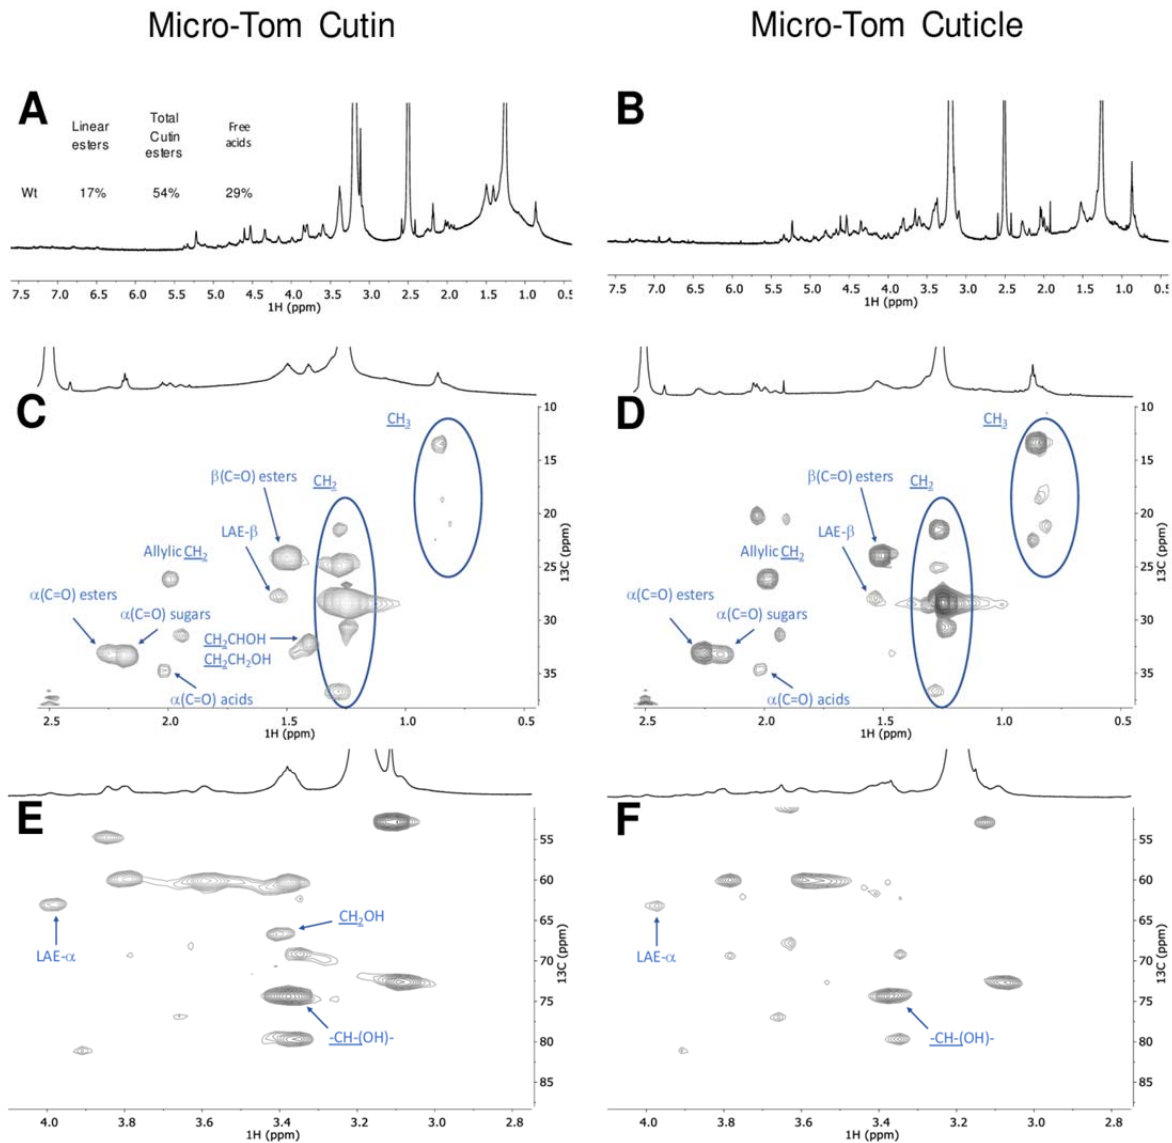 Micro-Tom Cutin
Micro-Tom Cuticle
A
Linear esters
Total Cutin esters
Free acids
Wt 17% 54% 29%
7.5 7.0 6.5 6.0 5.5 5.0 4.5 4.0 3.5 3.0 2.5 2.0 1.5 1.0 0.5
1H (ppm)
B
7.5 7.0 6.5 6.0 5.5 5.0 4.5 4.0 3.5 3.0 2.5 2.0 1.5 1.0 0.5
1H (ppm)
C
CH3
β(C=O) esters
CH2
LAE-β
Allylic CH2
α(C=O) esters
α(C=O) sugars
CH2CHOH
CH2CH2OH
α(C=O) acids
10
15
20
25
30
35
13C (ppm)
2.5 2.0 1.5 1.0 0.5
1H (ppm)
D
CH3
β(C=O) esters
CH2
LAE-β
Allylic CH2
α(C=O) esters
α(C=O) sugars
α(C=O) acids
10
15
20
25
30
35
13C (ppm)
2.5 2.0 1.5 1.0 0.5
1H (ppm)
E
LAE-α
CH2OH
-CH-(OH)-
55
60
65
70
75
80
85
13C (ppm)
4.0 3.8 3.6 3.4 3.2 3.0 2.8
1H (ppm)
F
LAE-α
-CH-(OH)-
55
60
65
70
75
80
85
13C (ppm)
4.0 3.8 3.6 3.4 3.2 3.0 2.8
1H (ppm)